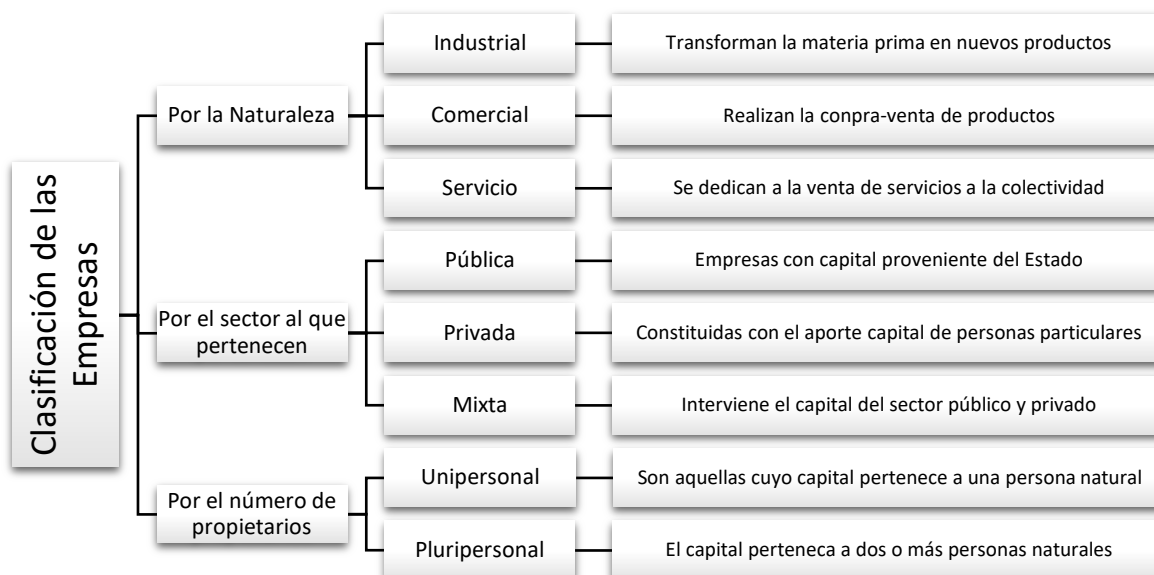 Clasificación de las
Empresas
Por la Naturaleza
Industrial
Transforman la materia prima en nuevos productos
Comercial
Realizan la conpra-venta de productos
Servicio
Se dedican a la venta de servicios a la colectividad
Por el sector al que
pertenecen
Pública
Empresas con capital proveniente del Estado
Privada
Constituidas con el aporte capital de personas particulares
Mixta
Interviene el capital del sector público y privado
Por el número de
propietarios
Unipersonal
Son aquellas cuyo capital pertenece a una persona natural
Pluripersonal
El capital perteneca a dos o más personas naturales